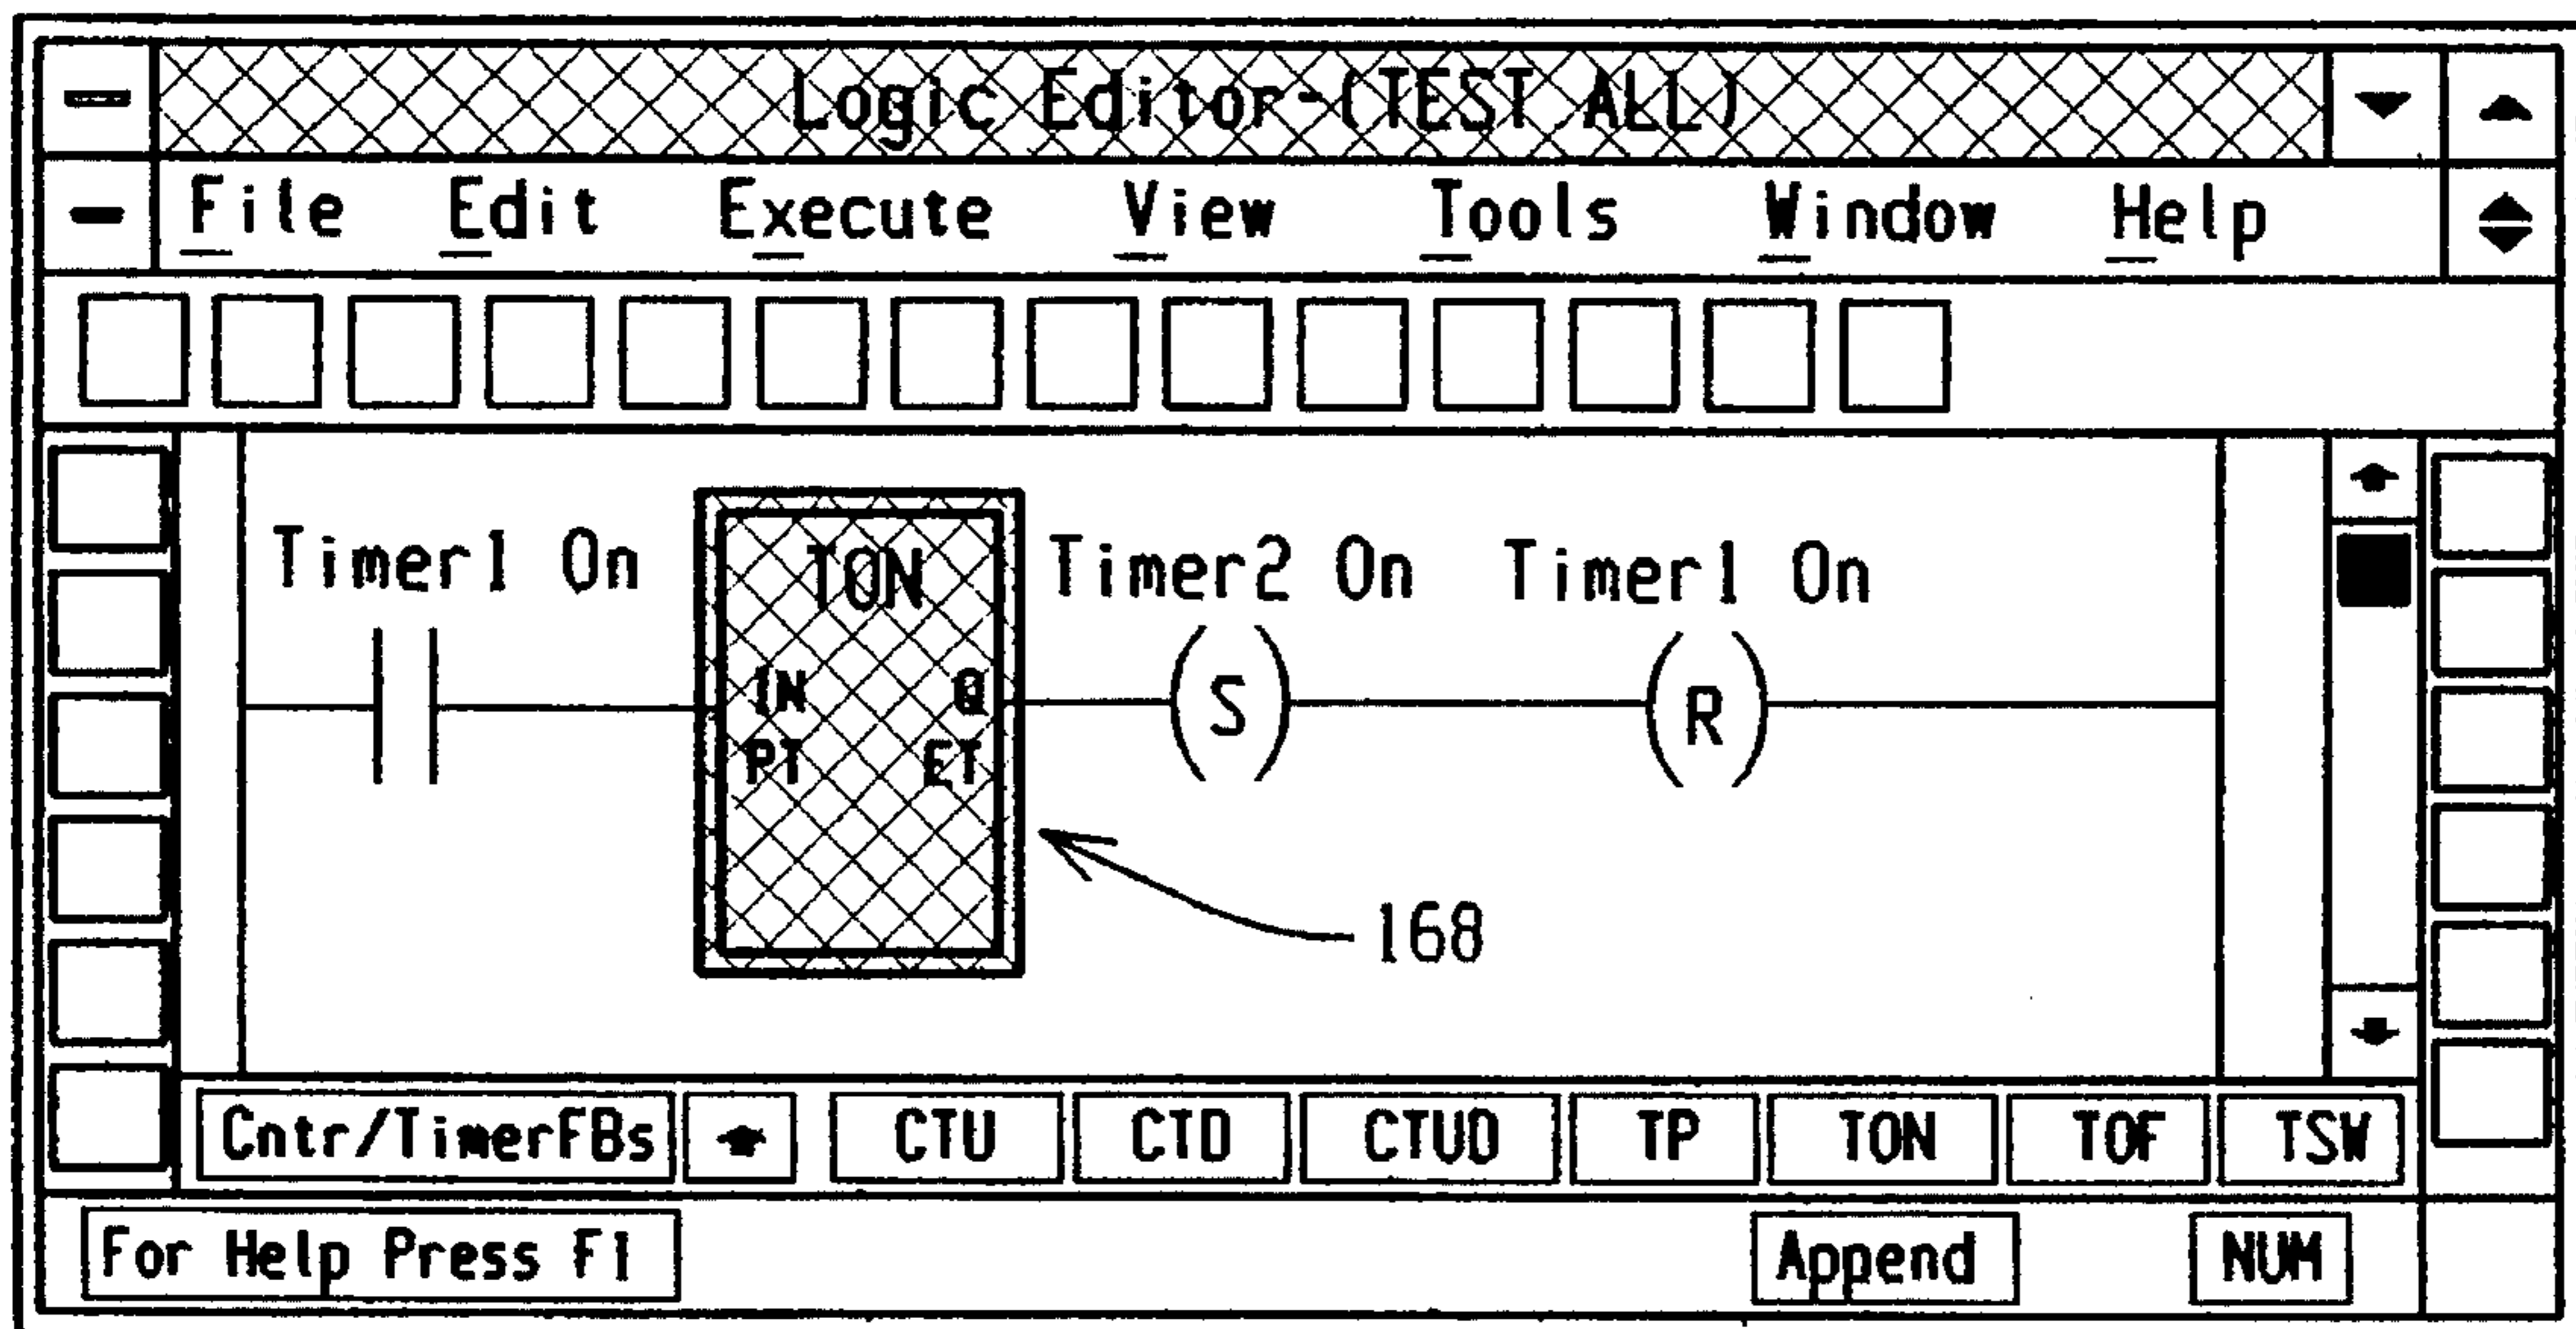 Logic Editor-(TEST ALL)
File Edit Execute View Tools Window Help
Timer1 On TON Timer2 On Timer1 On
IN Q S R
PT ET
168
Cntr/TimerFBs CTU CTD CTUD TP TON TOF TSW
For Help Press F1 Append NUM